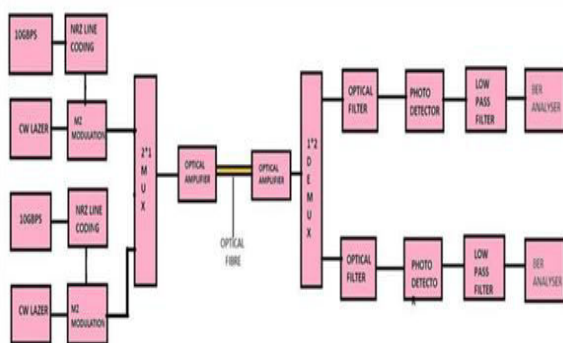 10GBPS
NRZ LINE
CODING
CW LAZER
MZ
MODULATION
10GBPS
NRZ LINE
CODING
CW LAZER
MZ
MODULATION
2*1
M
U
X
OPTICAL
AMPLIFIER
OPTICAL
FIBRE
OPTICAL
AMPLIFIER
1*2
D
E
M
U
X
OPTICAL
FILTER
PHOTO
DETECTOR
LOW
PASS
FILTER
BER
ANALYSER
OPTICAL
FILTER
PHOTO
DETECTO
R
LOW
PASS
FILTER
BER
ANALYSER